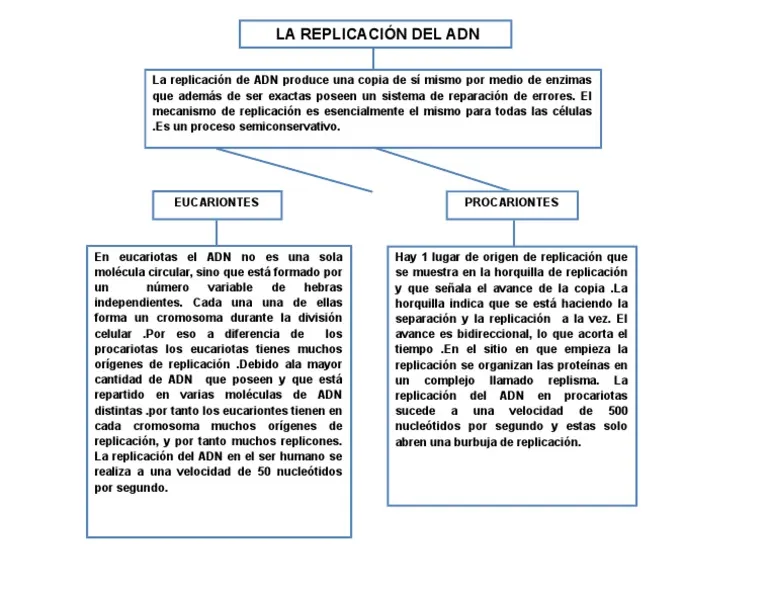 LA REPLICACIÓN DEL ADN
La replicación de ADN produce una copia de sí mismo por medio de enzimas
que además de ser exactas poseen un sistema de reparación de errores. El
mecanismo de replicación es esencialmente el mismo para todas las células
.Es un proceso semiconservativo.
EUCARIONTES
En eucariotas el ADN no es una sola
molécula circular, sino que está formado por
un número variable de hebras
independientes. Cada una una de ellas
forma un cromosoma durante la división
celular .Por eso a diferencia de los
procariotas los eucariotas tienes muchos
orígenes de replicación .Debido ala mayor
cantidad de ADN que poseen y que está
repartido en varias moléculas de ADN
distintas .por tanto los eucariontes tienen en
cada cromosoma muchos orígenes de
replicación, y por tanto muchos replicones.
La replicación del ADN en el ser humano se
realiza a una velocidad de 50 nucleótidos
por segundo.
PROCARIONTES
Hay 1 lugar de origen de replicación que
se muestra en la horquilla de replicación
y que señala el avance de la copia .La
horquilla indica que se está haciendo la
separación y la replicación a la vez. El
avance es bidireccional, lo que acorta el
tiempo .En el sitio en que empieza la
replicación se organizan las proteínas en
un complejo llamado replisma. La
replicación del ADN en procariotas
sucede a una velocidad de 500
nucleótidos por segundo y estas solo
abren una burbuja de replicación.